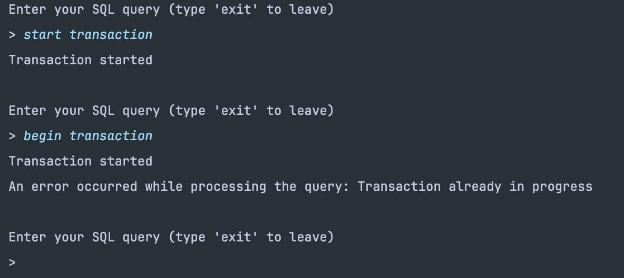 Enter your SQL query (type 'exit' to leave)
> start transaction
Transaction started
Enter your SQL query (type 'exit' to leave)
> begin transaction
Transaction started
An error occurred while processing the query: Transaction already in progress
Enter your SQL query (type 'exit' to leave)
>